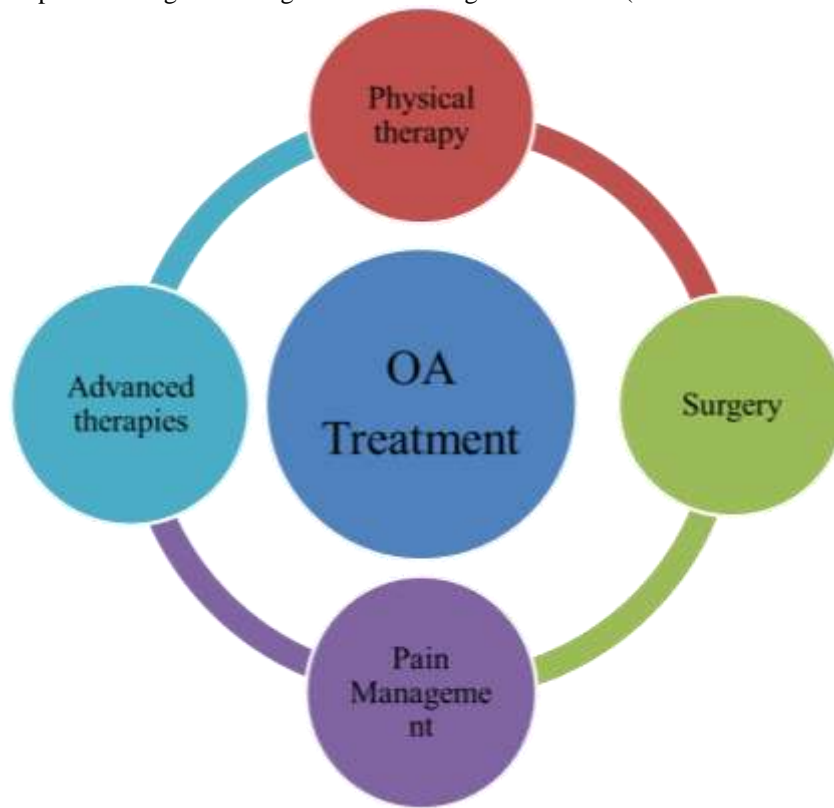 Physical
therapy
OA
Treatment
Advanced
therapies
Surgery
Pain
Manageme
nt